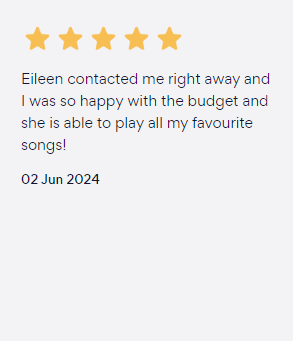 Eileen contacted me right away and
I was so happy with the budget and
she is able to play all my favourite
songs!
02 Jun 2024